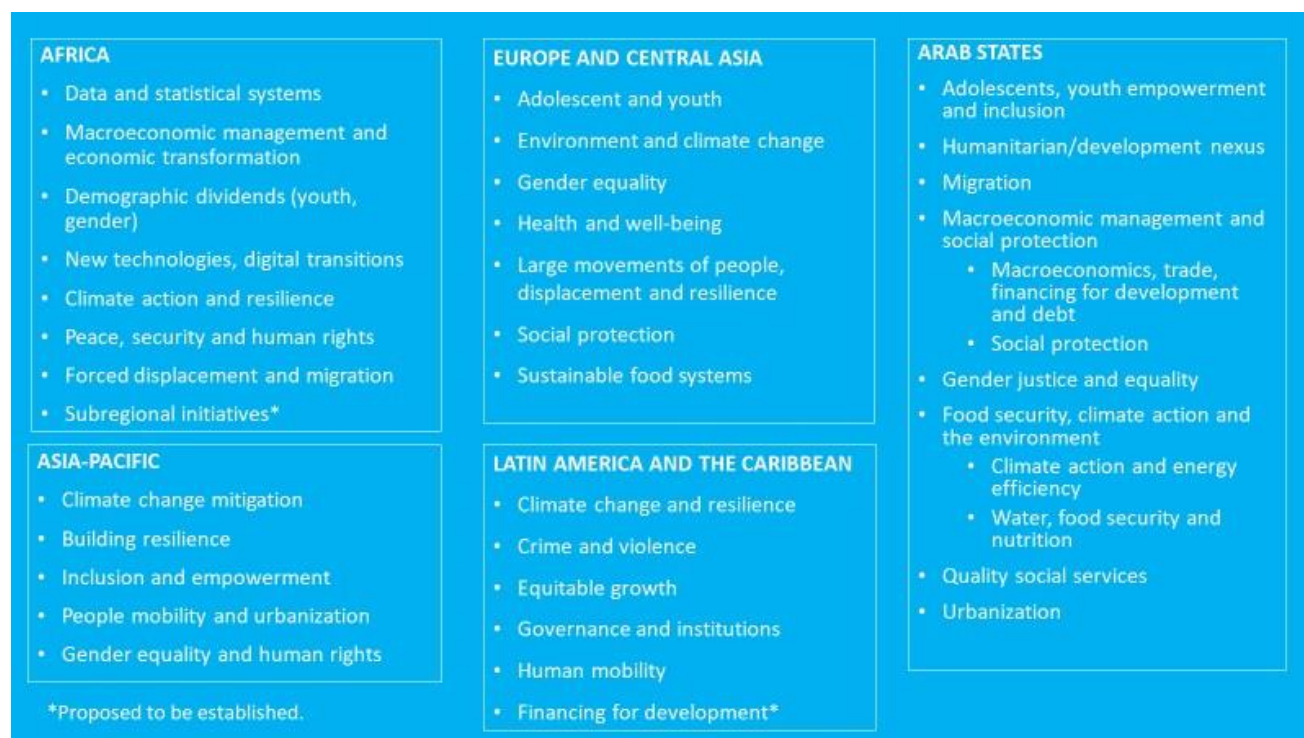 AFRICA
• Data and statistical systems
• Macroeconomic management and
economic transformation
• Demographic dividends (youth,
gender)
• New technologies, digital transitions
• Climate action and resilience
• Peace, security and human rights
• Forced displacement and migration
• Subregional initiatives*
ASIA-PACIFIC
• Climate change mitigation
• Building resilience
• Inclusion and empowerment
• People mobility and urbanization
• Gender equality and human rights
*Proposed to be established.
EUROPE AND CENTRAL ASIA
• Adolescent and youth
• Environment and climate change
• Gender equality
• Health and well-being
• Large movements of people,
displacement and resilience
• Social protection
• Sustainable food systems
LATIN AMERICA AND THE CARIBBEAN
• Climate change and resilience
• Crime and violence
• Equitable growth
• Governance and institutions
• Human mobility
• Financing for development*
ARAB STATES
• Adolescents, youth empowerment
and inclusion
• Humanitarian/development nexus
• Migration
• Macroeconomic management and
social protection
• Macroeconomics, trade,
financing for development
and debt
• Social protection
• Gender justice and equality
• Food security, climate action and
the environment
• Climate action and energy
efficiency
• Water, food security and
nutrition
• Quality social services
• Urbanization